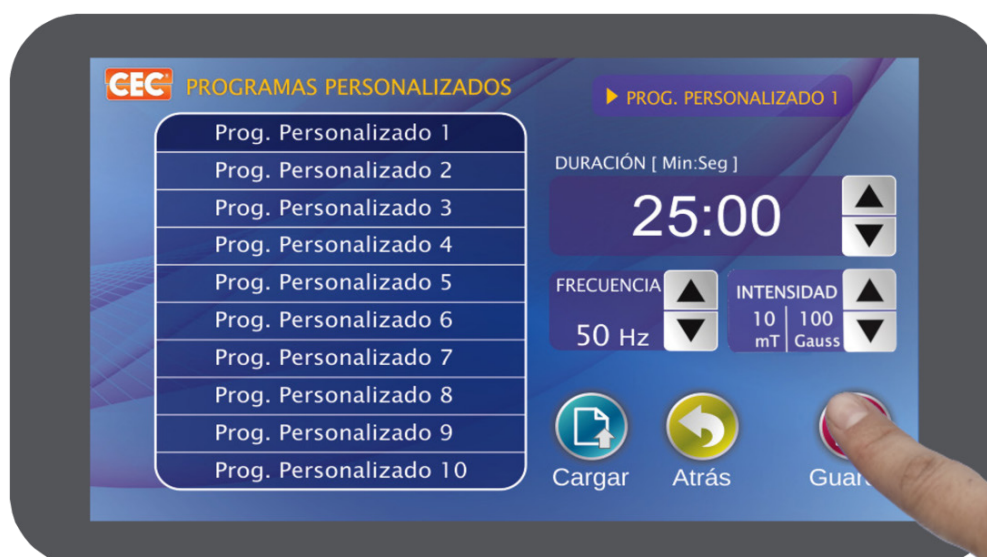 CEC
PROGRAMAS PERSONALIZADOS
Prog. Personalizado 1
Prog. Personalizado 2
Prog. Personalizado 3
Prog. Personalizado 4
Prog. Personalizado 5
Prog. Personalizado 6
Prog. Personalizado 7
Prog. Personalizado 8
Prog. Personalizado 9
Prog. Personalizado 10
PROG. PERSONALIZADO 1
DURACIÓN [ Min:Seg ]
25:00
FRECUENCIA
50 Hz
INTENSIDAD
10 100
mT Gauss
Cargar
Atrás